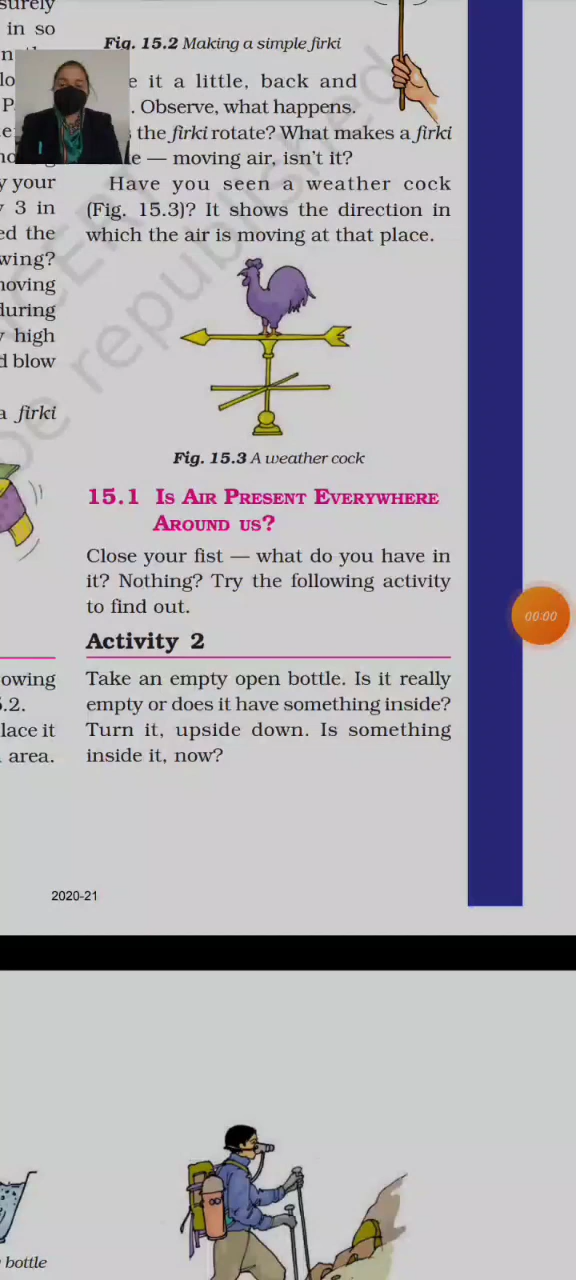 surely
in so
y your
y 3 in
ed the
wing?
moving
during
y high
d blow
a firki
owing
5.2.
lace it
area.
Fig. 15.2 Making a simple firki
it a little, back and
. Observe, what happens.
the firki rotate? What makes a firki
— moving air, isn't it?
Have you seen a weather cock
(Fig. 15.3)? It shows the direction in
which the air is moving at that place.
Fig. 15.3 A weather cock
15.1 Is Air Present Everywhere
Around us?
Close your fist — what do you have in
it? Nothing? Try the following activity
to find out.
Activity 2
Take an empty open bottle. Is it really
empty or does it have something inside?
Turn it, upside down. Is something
inside it, now?
00:00
2020-21
bottle
be republished